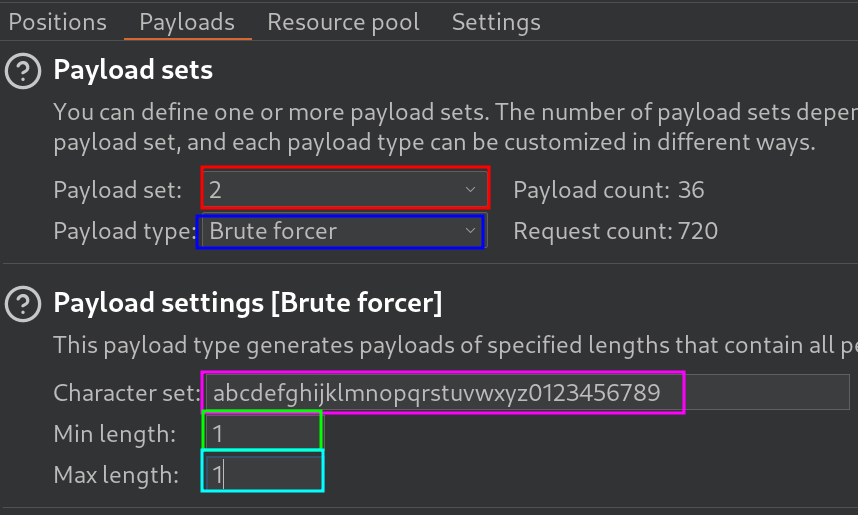 Positions Payloads Resource pool Settings
Payload sets
You can define one or more payload sets. The number of payload sets
payload set, and each payload type can be customized in different ways.
Payload set: 2 Payload count: 36
Payload type: Brute forcer Request count: 720
Payload settings [Brute forcer]
This payload type generates payloads of specified lengths that contain all
Character set: abcdefghijklmnopqrstuvwxyz0123456789
Min length: 1
Max length: 1